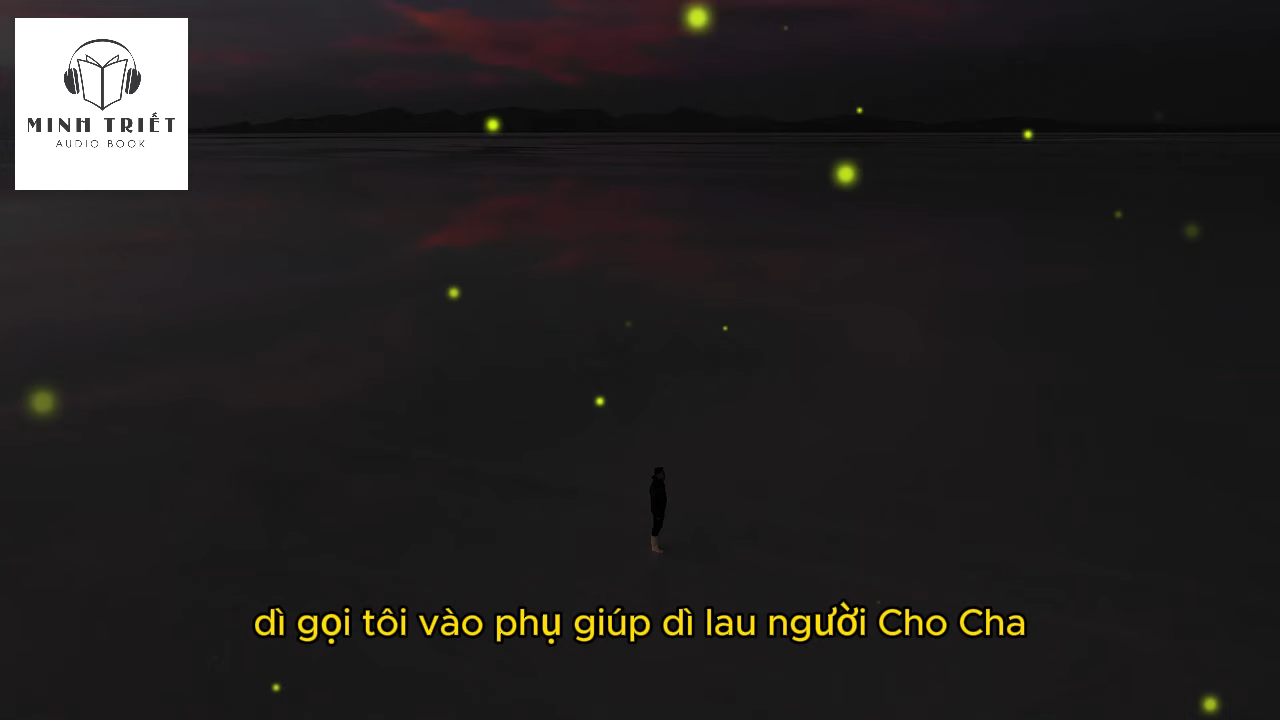 MINH TRIẾT
AUDIO BOOK
dì gọi tôi vào phụ giúp dì lau người Cho Cha